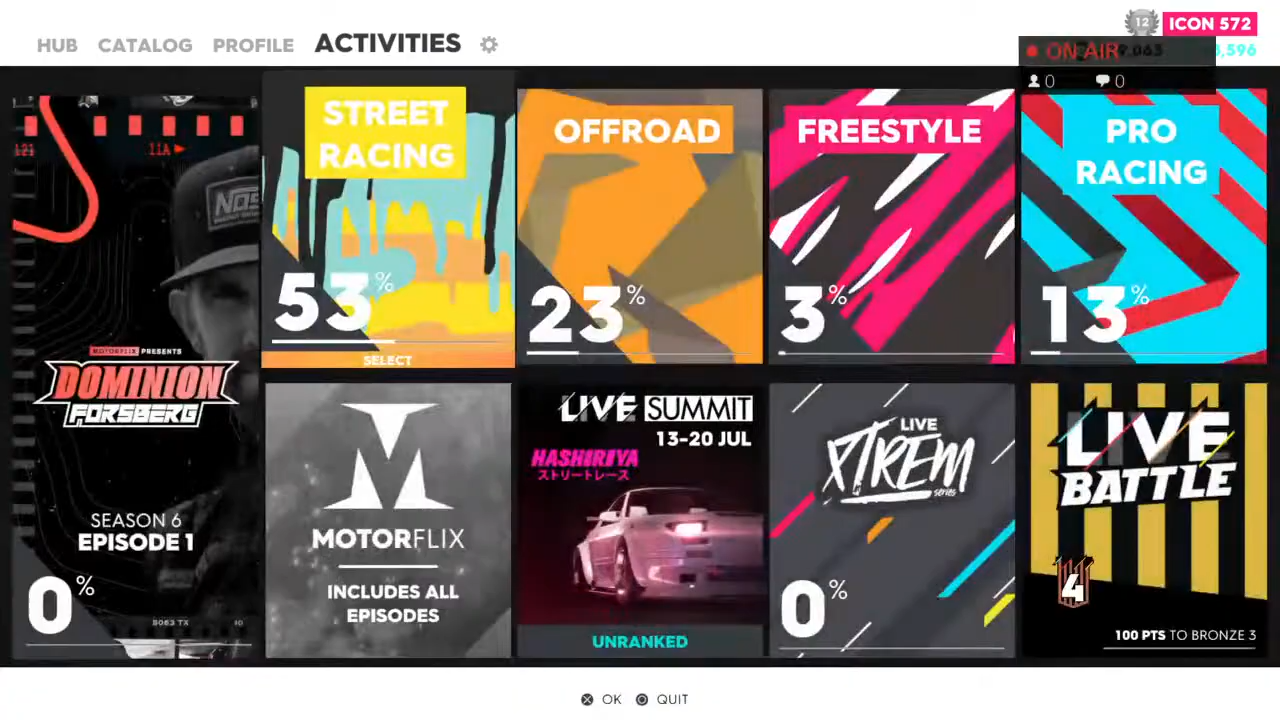 HUB CATALOG PROFILE ACTIVITIES
12 ICON 572
ON AIR
0 0
11A
STREET
RACING
53%
SELECT
OFFROAD
23%
FREESTYLE
3%
PRO
RACING
13%
NOS
MOTORFLIX PRESENTS
DOMINION
FORSBERG
SEASON 6
EPISODE 1
0%
MOTORFLIX
INCLUDES ALL
EPISODES
LIVE SUMMIT
13-20 JUL
HASHIRIYA
ストリートレース
UNRANKED
LIVE
XTREM
series
0%
LIVE
BATTLE
4
100 PTS TO BRONZE 3
OK QUIT